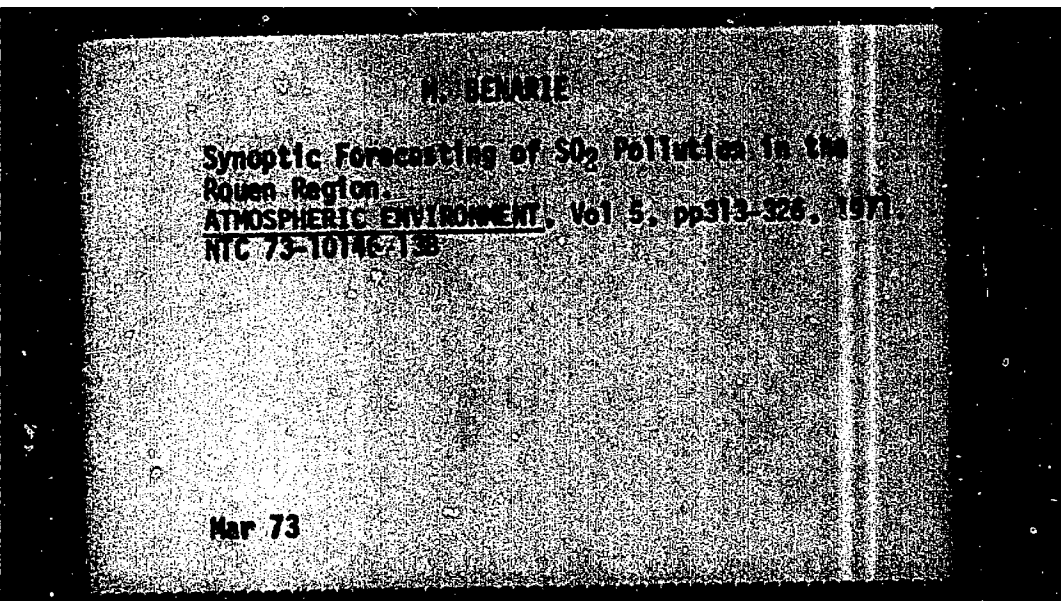 M. BENARIE
Synoptic Forecasting of SO₂ Pollution in the
Rouen Region.
ATMOSPHERIC ENVIRONMENT, Vol 5, pp313-326, 1971.
NTC 73-10146-13B
Mar 73